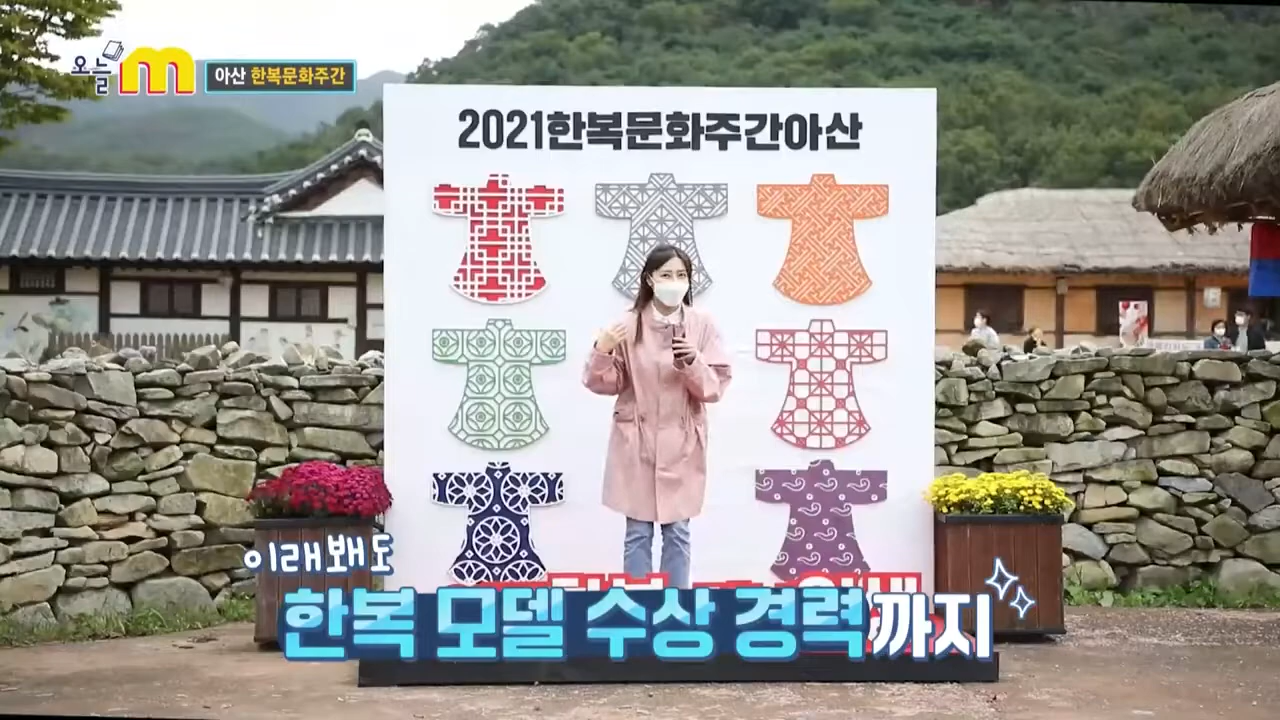 오늘 m
아산 한복문화주간
2021한복문화주간아산
이래봬도
한복 모델 수상 경력까지